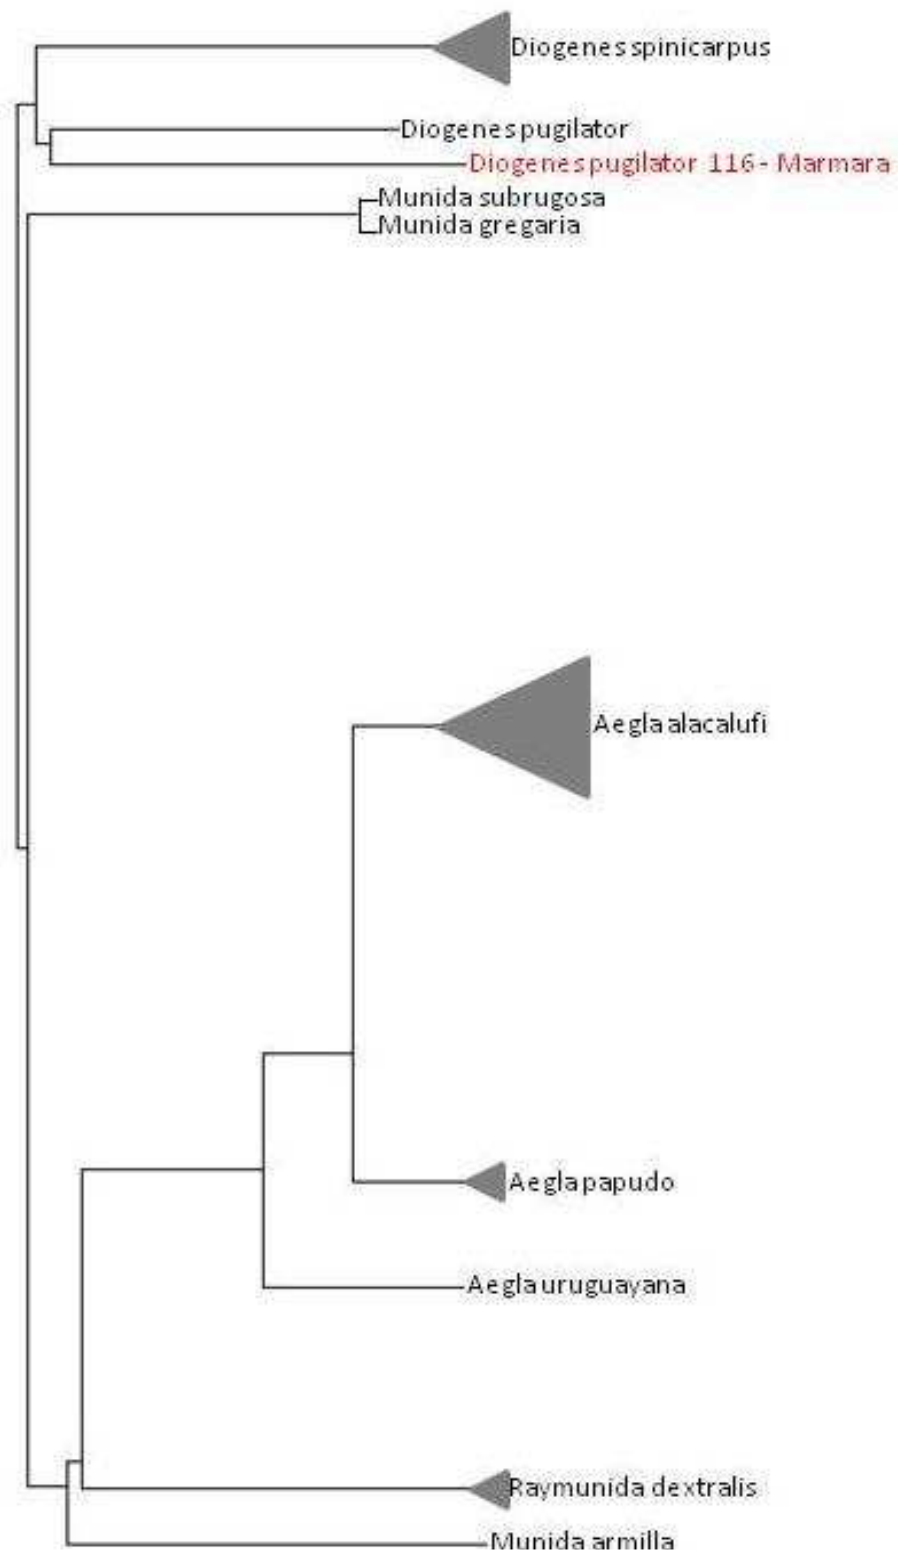 Diogenes spinicarpus
Diogenes pugilator
Diogenes pugilator 116 - Marmara
Munida subrugosa
Munida gregaria
Aegla alacalufi
Aegla papudo
Aegla uruguayana
Raymunida dextralis
Munida armilla